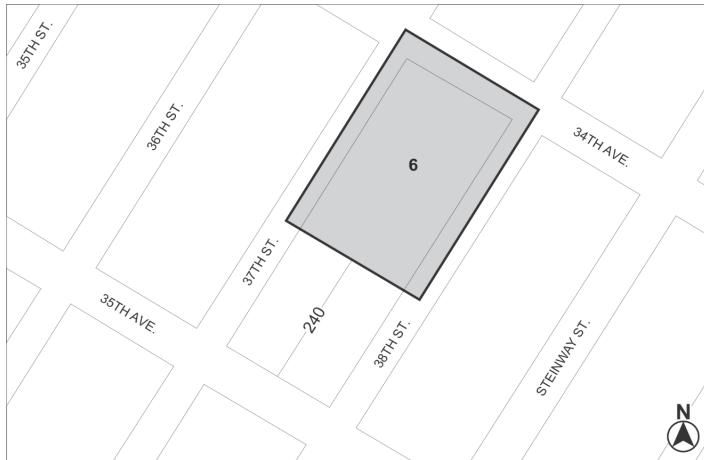 35TH ST.
36TH ST.
34TH AVE.
6
37TH ST.
35TH AVE.
240
38TH ST.
STEINWAY ST.
N